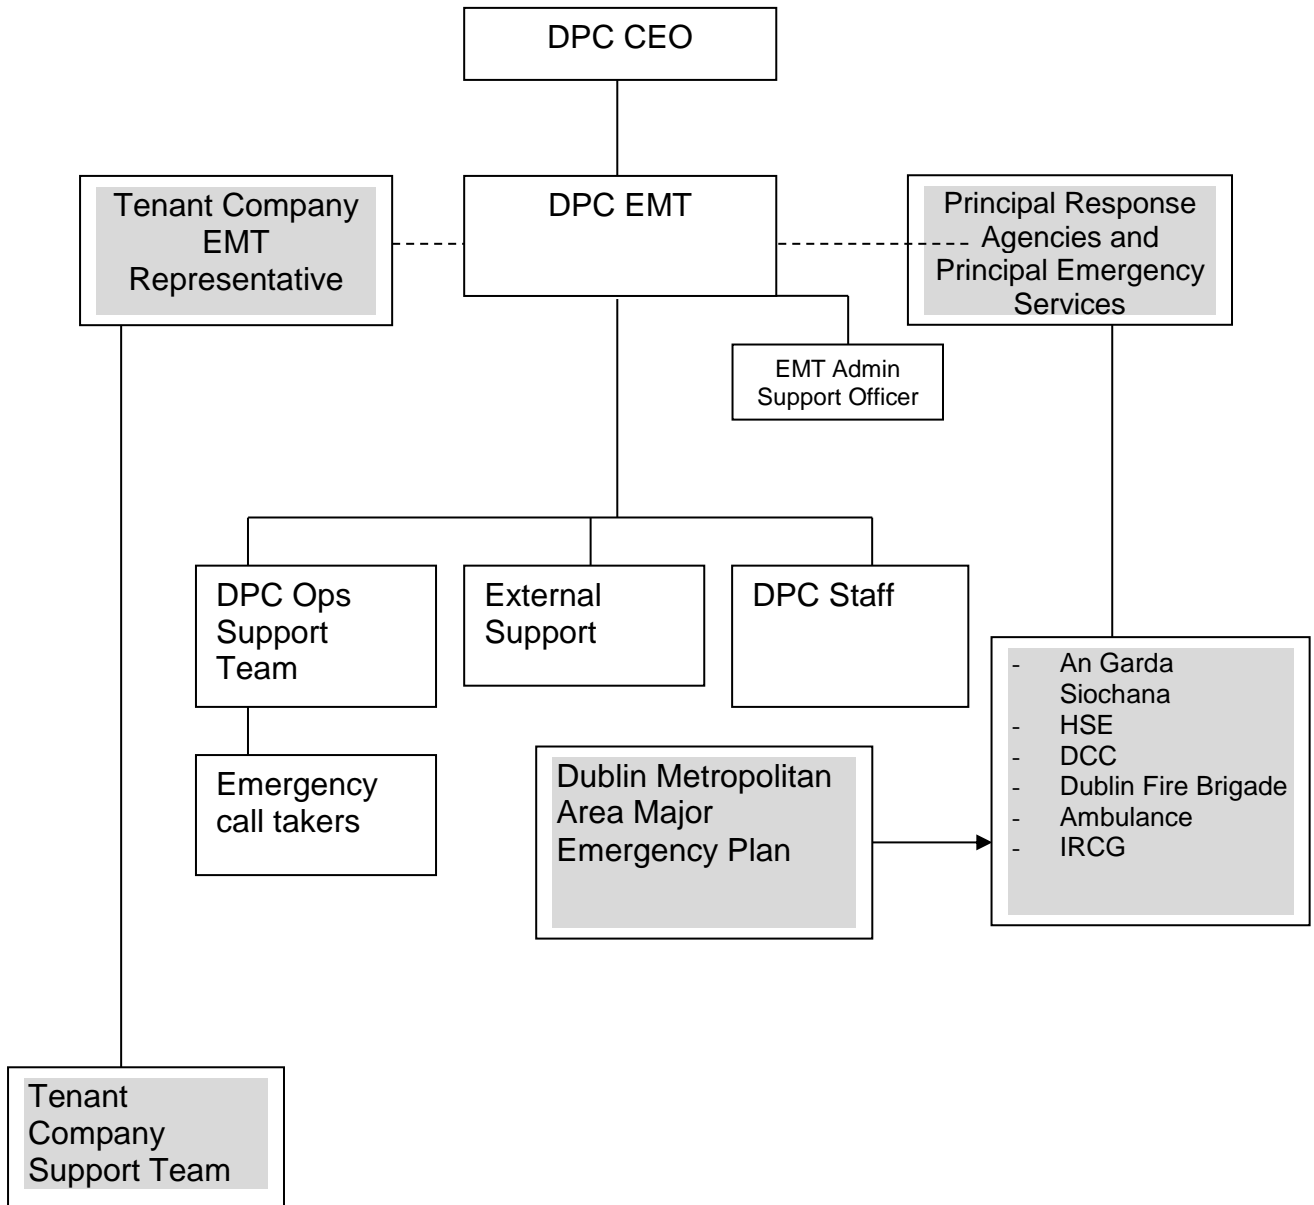 DPC CEO
Tenant Company
EMT
Representative
DPC EMT
Principal Response
Agencies and
Principal Emergency
Services
EMT Admin
Support Officer
DPC Ops
Support
Team
External
Support
DPC Staff
- An Garda
Siochana
- HSE
- DCC
- Dublin Fire Brigade
- Ambulance
- IRCG
Emergency
call takers
Dublin Metropolitan
Area Major
Emergency Plan
Tenant
Company
Support Team